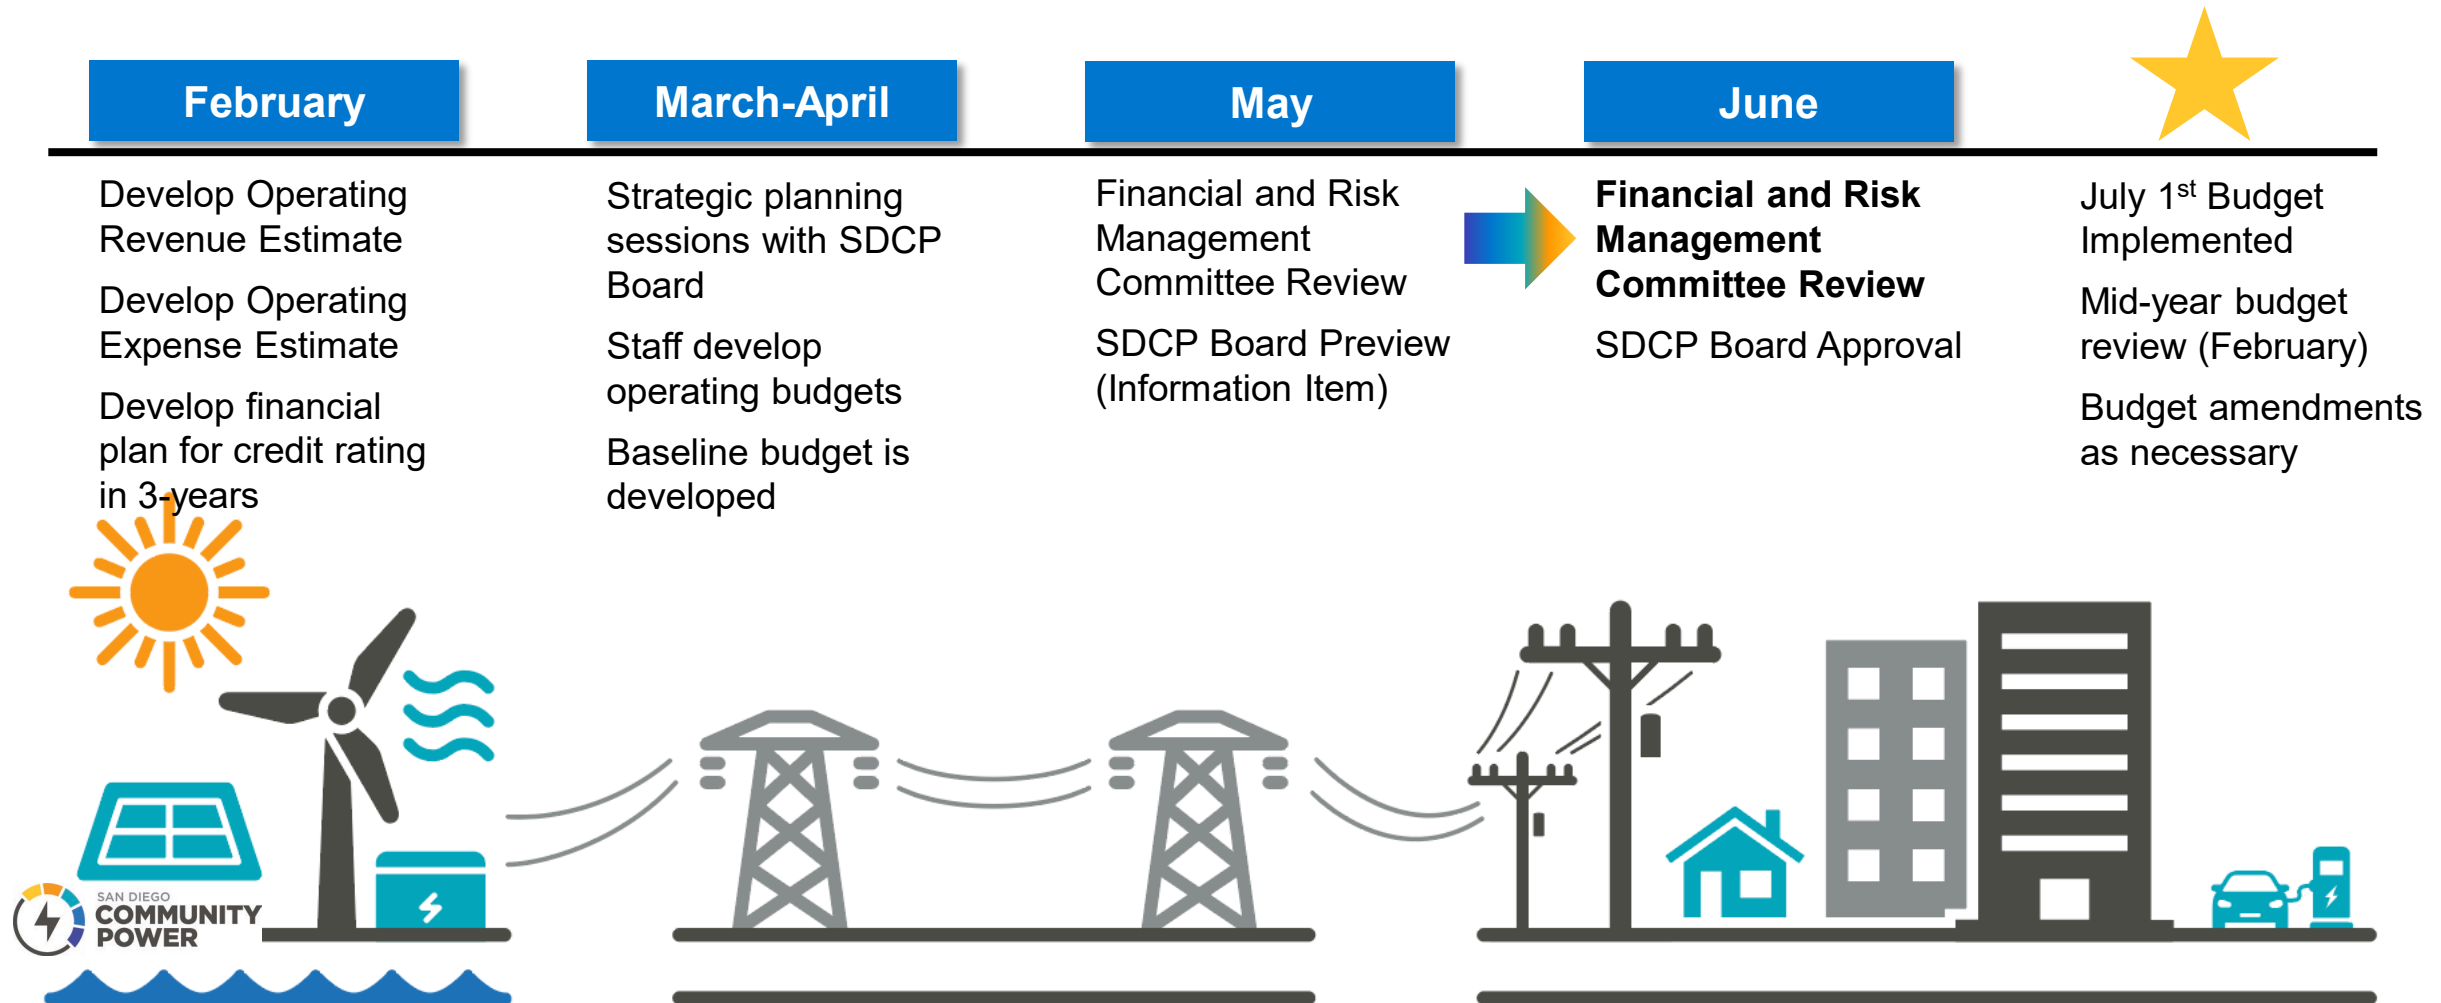 February
Develop Operating
Revenue Estimate
Develop Operating
Expense Estimate
Develop financial
plan for credit rating
in 3-years
March-April
Strategic planning
sessions with SDCP
Board
Staff develop
operating budgets
Baseline budget is
developed
May
Financial and Risk
Management
Committee Review
SDCP Board Preview
(Information Item)
June
Financial and Risk
Management
Committee Review
SDCP Board Approval
July 1st Budget
Implemented
Mid-year budget
review (February)
Budget amendments
as necessary
SAN DIEGO
COMMUNITY
POWER